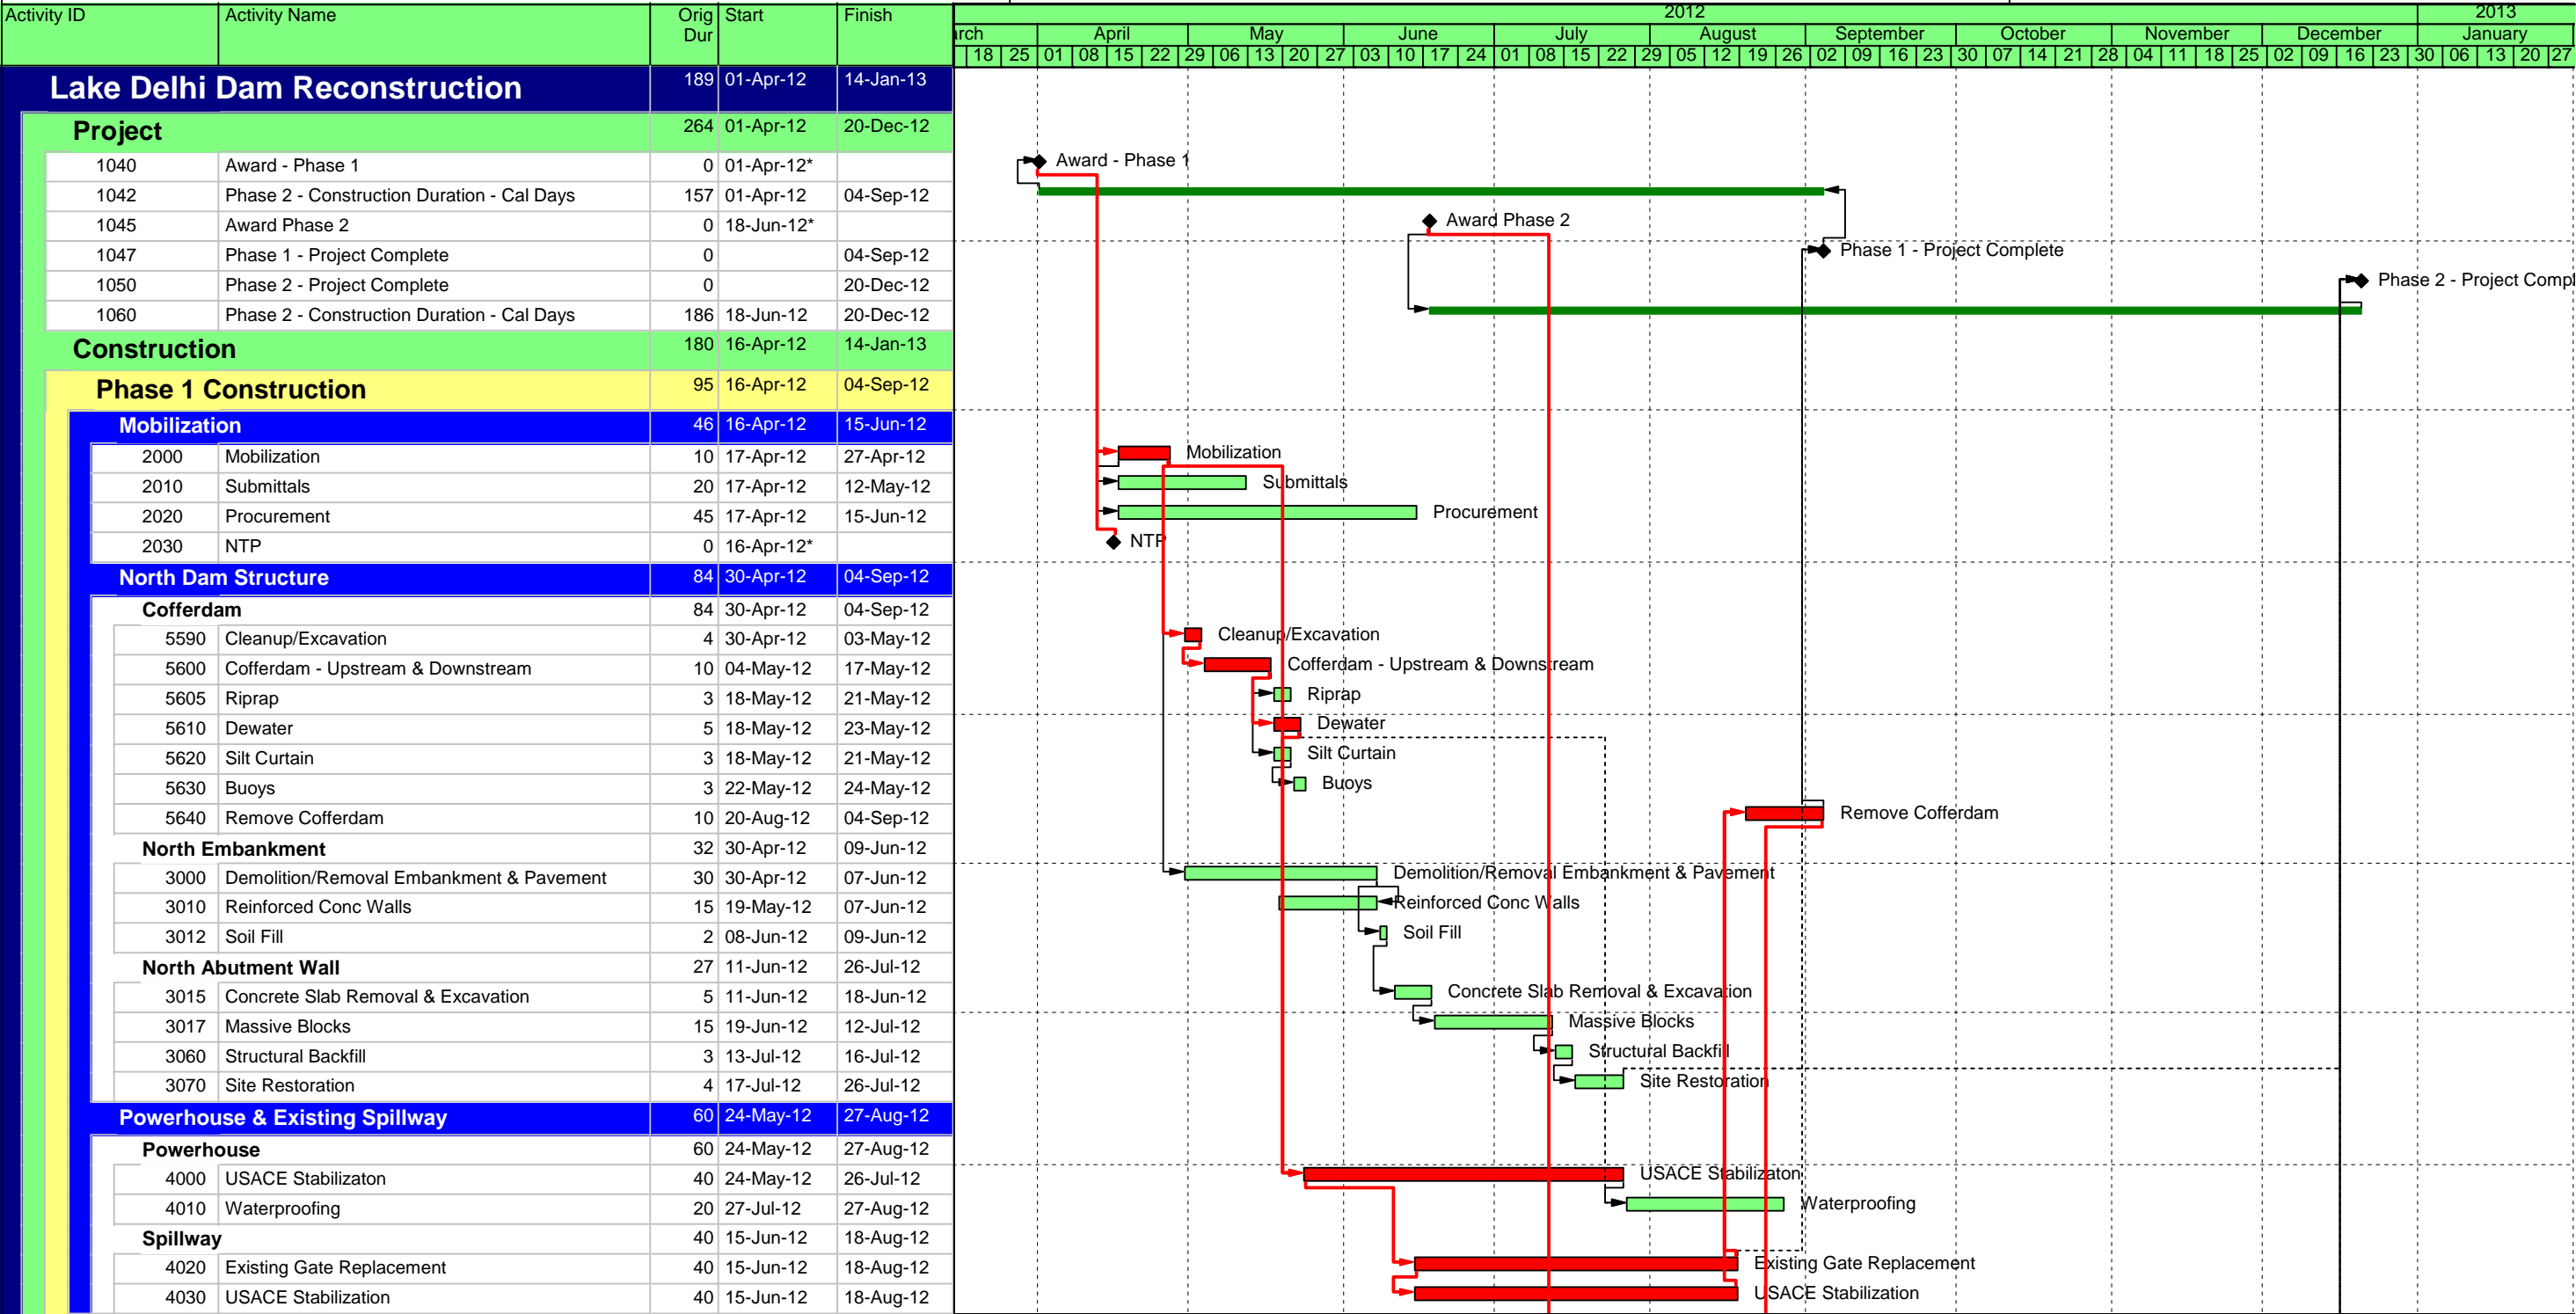 Activity ID Activity Name Orig Dur Start Finish
2012 2013
rch April May June July August September October November December January
18 25 01 08 15 22 29 06 13 20 27 03 10 17 24 01 08 15 22 29 05 12 19 26 02 09 16 23 30 07 14 21 28 04 11 18 25 02 09 16 23 30 06 13 20 27
Lake Delhi Dam Reconstruction 189 01-Apr-12 14-Jan-13
Project 264 01-Apr-12 20-Dec-12
1040 Award - Phase 1 0 01-Apr-12* Award - Phase 1
1042 Phase 2 - Construction Duration - Cal Days 157 01-Apr-12 04-Sep-12
1045 Award Phase 2 0 18-Jun-12* Award Phase 2
1047 Phase 1 - Project Complete 0 04-Sep-12 Phase 1 - Project Complete
1050 Phase 2 - Project Complete 0 20-Dec-12 Phase 2 - Project Compl
1060 Phase 2 - Construction Duration - Cal Days 186 18-Jun-12 20-Dec-12
Construction 180 16-Apr-12 14-Jan-13
Phase 1 Construction 95 16-Apr-12 04-Sep-12
Mobilization 46 16-Apr-12 15-Jun-12
2000 Mobilization 10 17-Apr-12 27-Apr-12 Mobilization
2010 Submittals 20 17-Apr-12 12-May-12 Submittals
2020 Procurement 45 17-Apr-12 15-Jun-12 Procurement
2030 NTP 0 16-Apr-12* NTP
North Dam Structure 84 30-Apr-12 04-Sep-12
Cofferdam 84 30-Apr-12 04-Sep-12
5590 Cleanup/Excavation 4 30-Apr-12 03-May-12 Cleanup/Excavation
5600 Cofferdam - Upstream & Downstream 10 04-May-12 17-May-12 Cofferdam - Upstream & Downstream
5605 Riprap 3 18-May-12 21-May-12 Riprap
5610 Dewater 5 18-May-12 23-May-12 Dewater
5620 Silt Curtain 3 18-May-12 21-May-12 Silt Curtain
5630 Buoys 3 22-May-12 24-May-12 Buoys
5640 Remove Cofferdam 10 20-Aug-12 04-Sep-12 Remove Cofferdam
North Embankment 32 30-Apr-12 09-Jun-12
3000 Demolition/Removal Embankment & Pavement 30 30-Apr-12 07-Jun-12 Demolition/Removal Embankment & Pavement
3010 Reinforced Conc Walls 15 19-May-12 07-Jun-12 Reinforced Conc Walls
3012 Soil Fill 2 08-Jun-12 09-Jun-12 Soil Fill
North Abutment Wall 27 11-Jun-12 26-Jul-12
3015 Concrete Slab Removal & Excavation 5 11-Jun-12 18-Jun-12 Concrete Slab Removal & Excavation
3017 Massive Blocks 15 19-Jun-12 12-Jul-12 Massive Blocks
3060 Structural Backfill 3 13-Jul-12 16-Jul-12 Structural Backfill
3070 Site Restoration 4 17-Jul-12 26-Jul-12 Site Restoration
Powerhouse & Existing Spillway 60 24-May-12 27-Aug-12
Powerhouse 60 24-May-12 27-Aug-12
4000 USACE Stabilizaton 40 24-May-12 26-Jul-12 USACE Stabilizaton
4010 Waterproofing 20 27-Jul-12 27-Aug-12 Waterproofing
Spillway 40 15-Jun-12 18-Aug-12
4020 Existing Gate Replacement 40 15-Jun-12 18-Aug-12 Existing Gate Replacement
4030 USACE Stabilization 40 15-Jun-12 18-Aug-12 USACE Stabilization